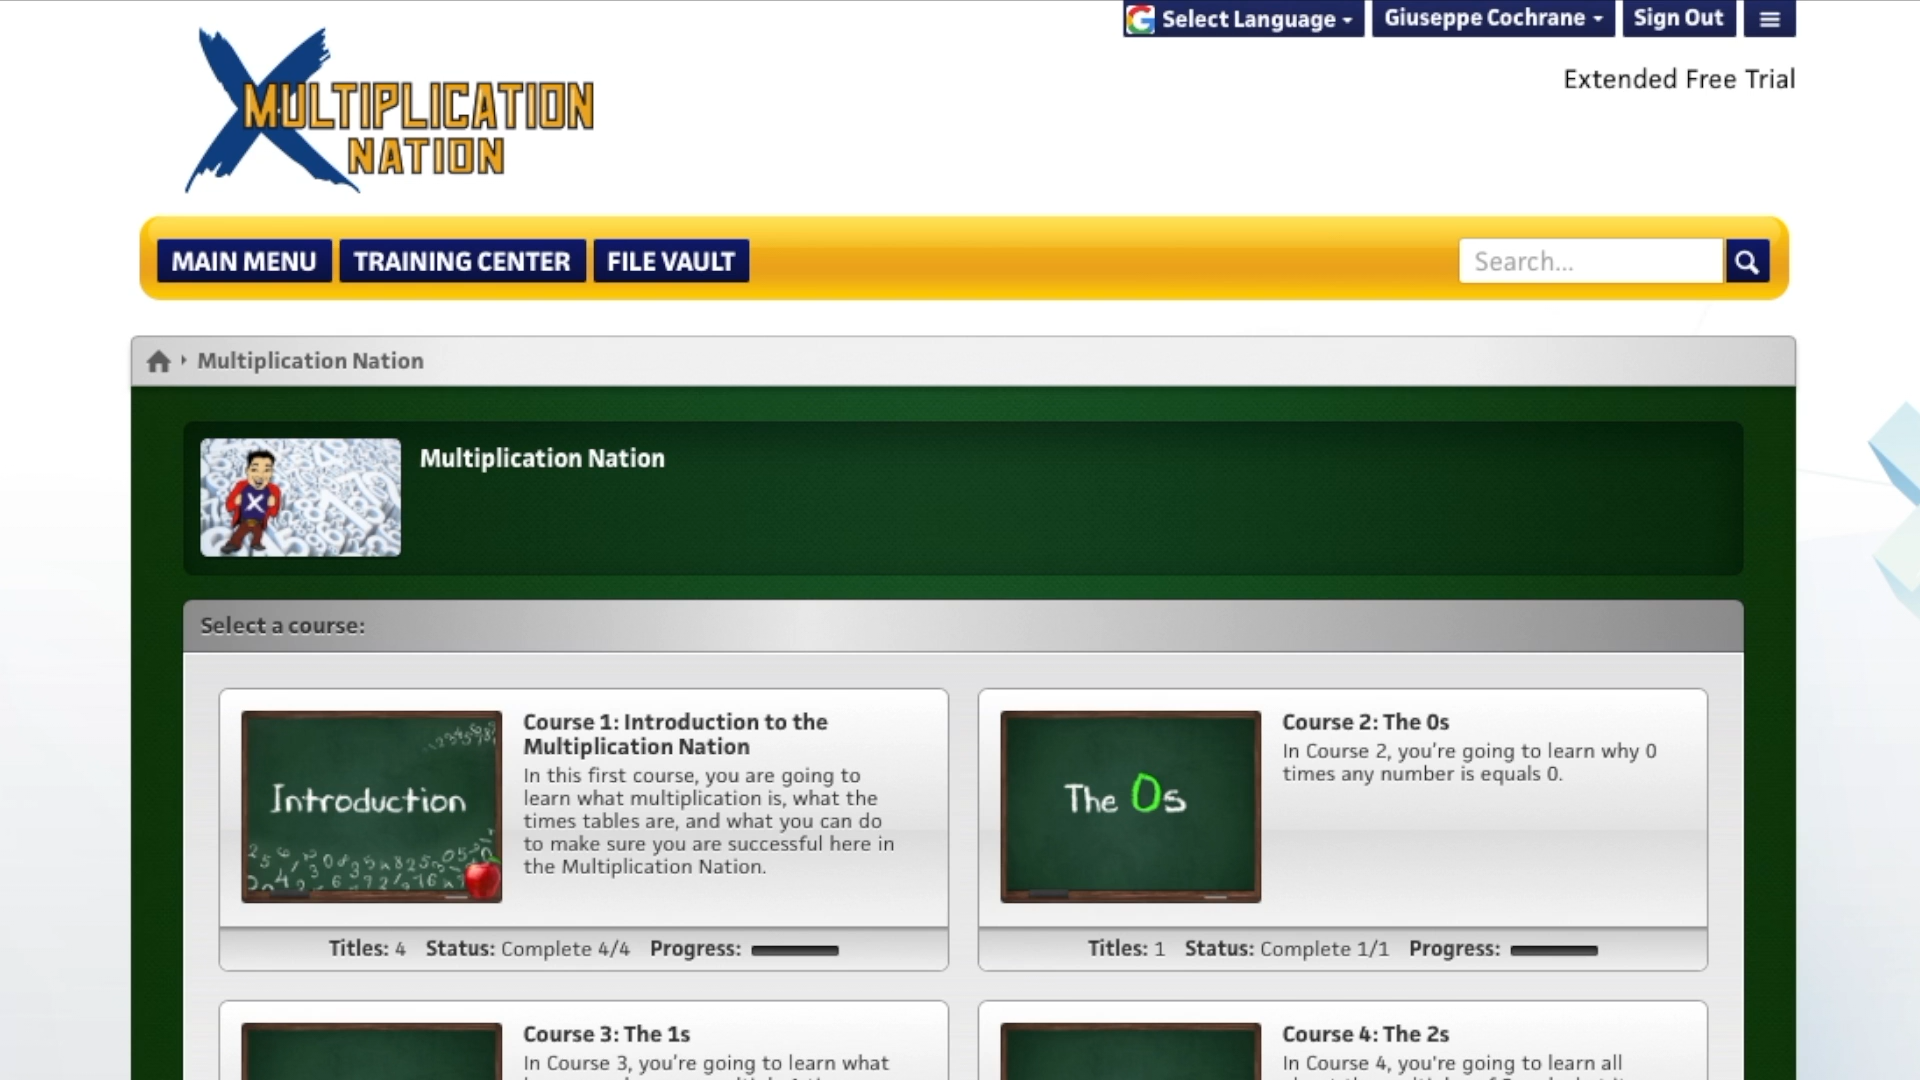 Select Language
Giuseppe Cochrane
Sign Out
MULTIPLICATION
NATION
Extended Free Trial
MAIN MENU
TRAINING CENTER
FILE VAULT
Search...
Multiplication Nation
Multiplication Nation
Select a course:
Introduction
Course 1: Introduction to the
Multiplication Nation
In this first course, you are going to
learn what multiplication is, what the
times tables are, and what you can do
to make sure you are successful here in
the Multiplication Nation.
Titles: 4 Status: Complete 4/4 Progress:
The 0s
Course 2: The 0s
In Course 2, you're going to learn why 0
times any number is equals 0.
Titles: 1 Status: Complete 1/1 Progress:
Course 3: The 1s
In Course 3, you're going to learn what
Course 4: The 2s
In Course 4, you're going to learn all